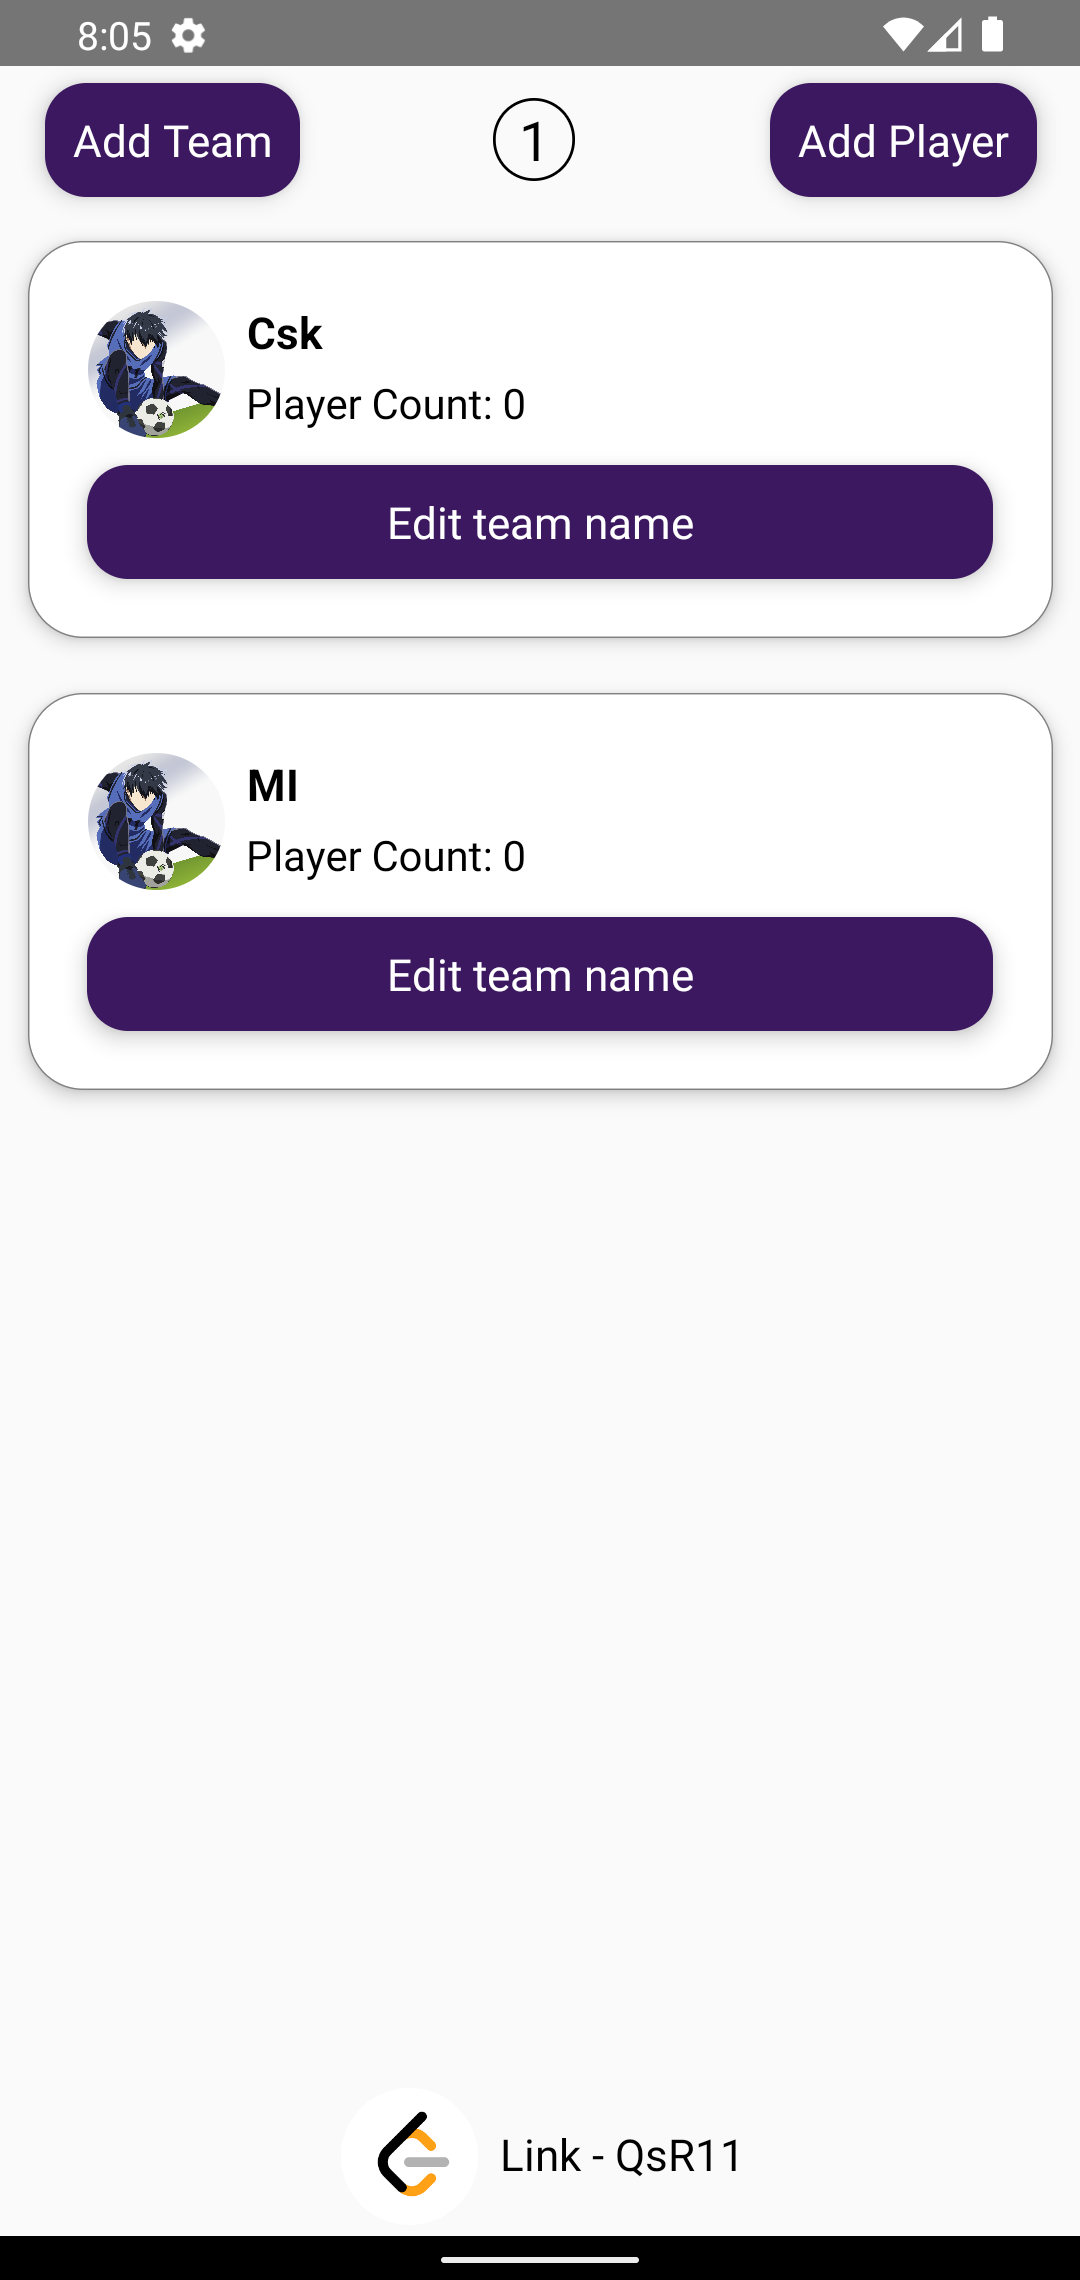 8:05
Add Team
1
Add Player
Csk
Player Count: 0
Edit team name
MI
Player Count: 0
Edit team name
Link - QsR11